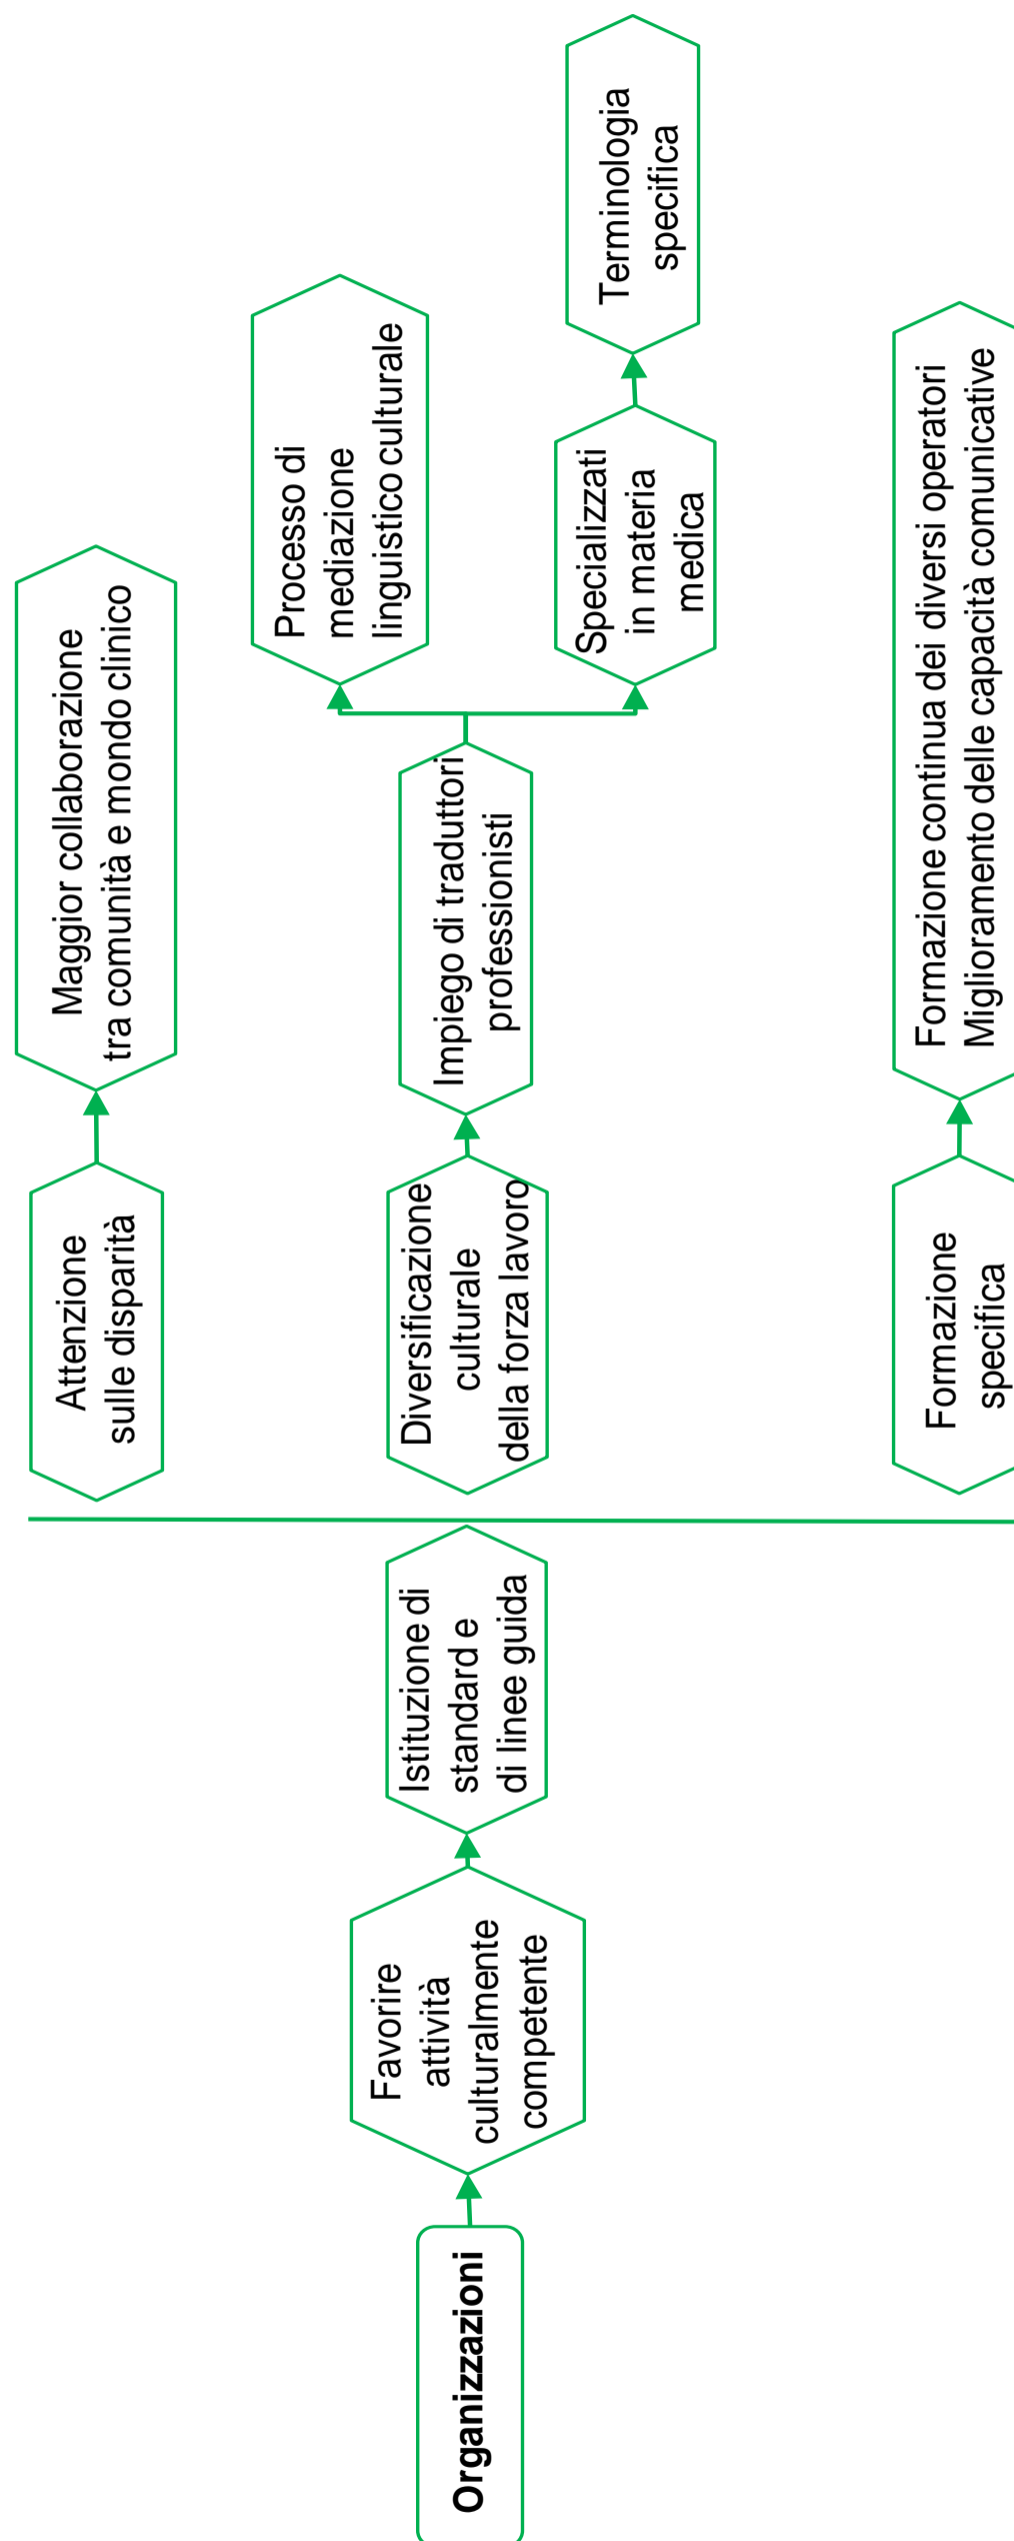 Organizzazioni
Favorire
attività
culturalmente
competente
Istituzione di
standard e
di linee guida
Attenzione
sulle disparità
Maggior collaborazione
tra comunità e mondo clinico
Diversificazione
culturale
della forza lavoro
Impiego di traduttori
professionisti
Processo di
mediazione
linguistico culturale
Specializzati
in materia
medica
Terminologia
specifica
Formazione
specifica
Formazione continua dei diversi operatori
Miglioramento delle capacità comunicative